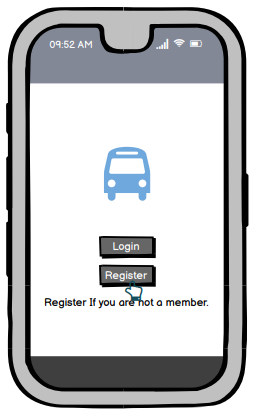 09:52 AM
Login
Register
Register If you are not a member.